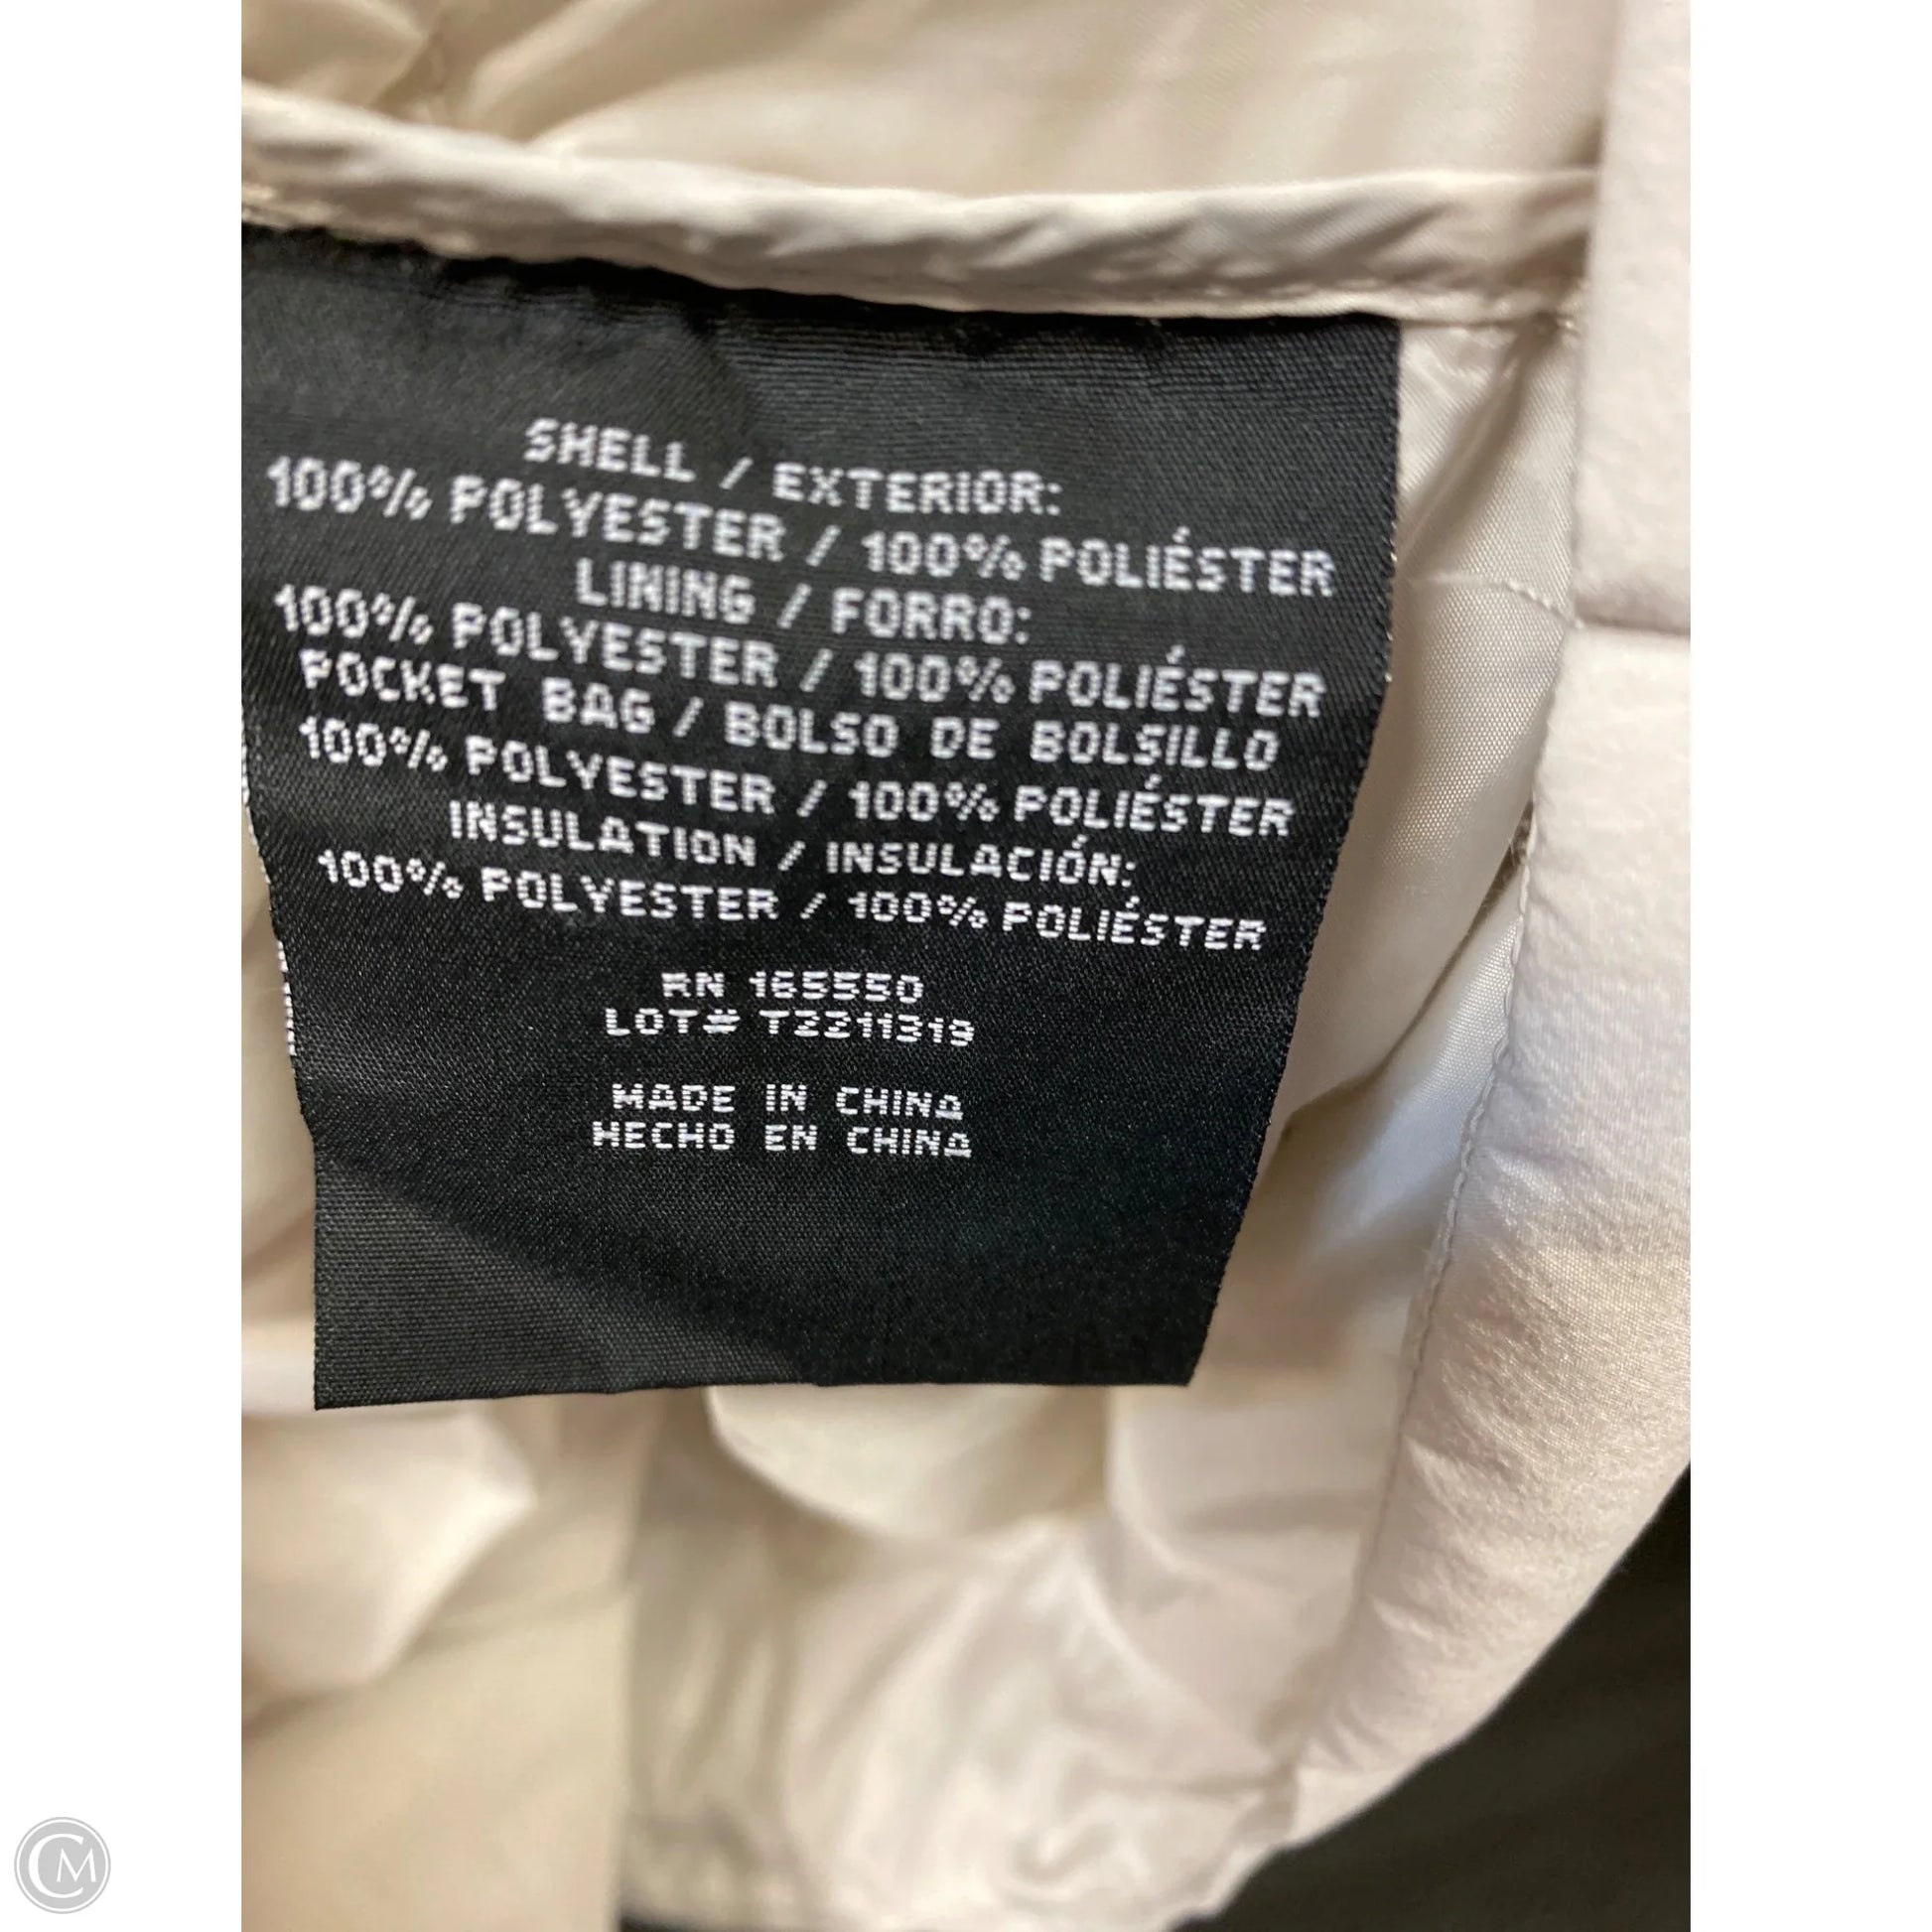 SHELL / EXTERIOR:
100% POLYESTER / 100% POLIÉSTER
LINING / FORRO:
100% POLYESTER / 100% POLIÉSTER
POCKET BAG / BOLSO DE BOLSILLO
100% POLYESTER / 100% POLIÉSTER
INSULATION / INSULACIÓN:
100% POLYESTER / 100% POLIÉSTER
RN 165550
LOT# T2211319
MADE IN CHINA
HECHO EN CHINA
CM